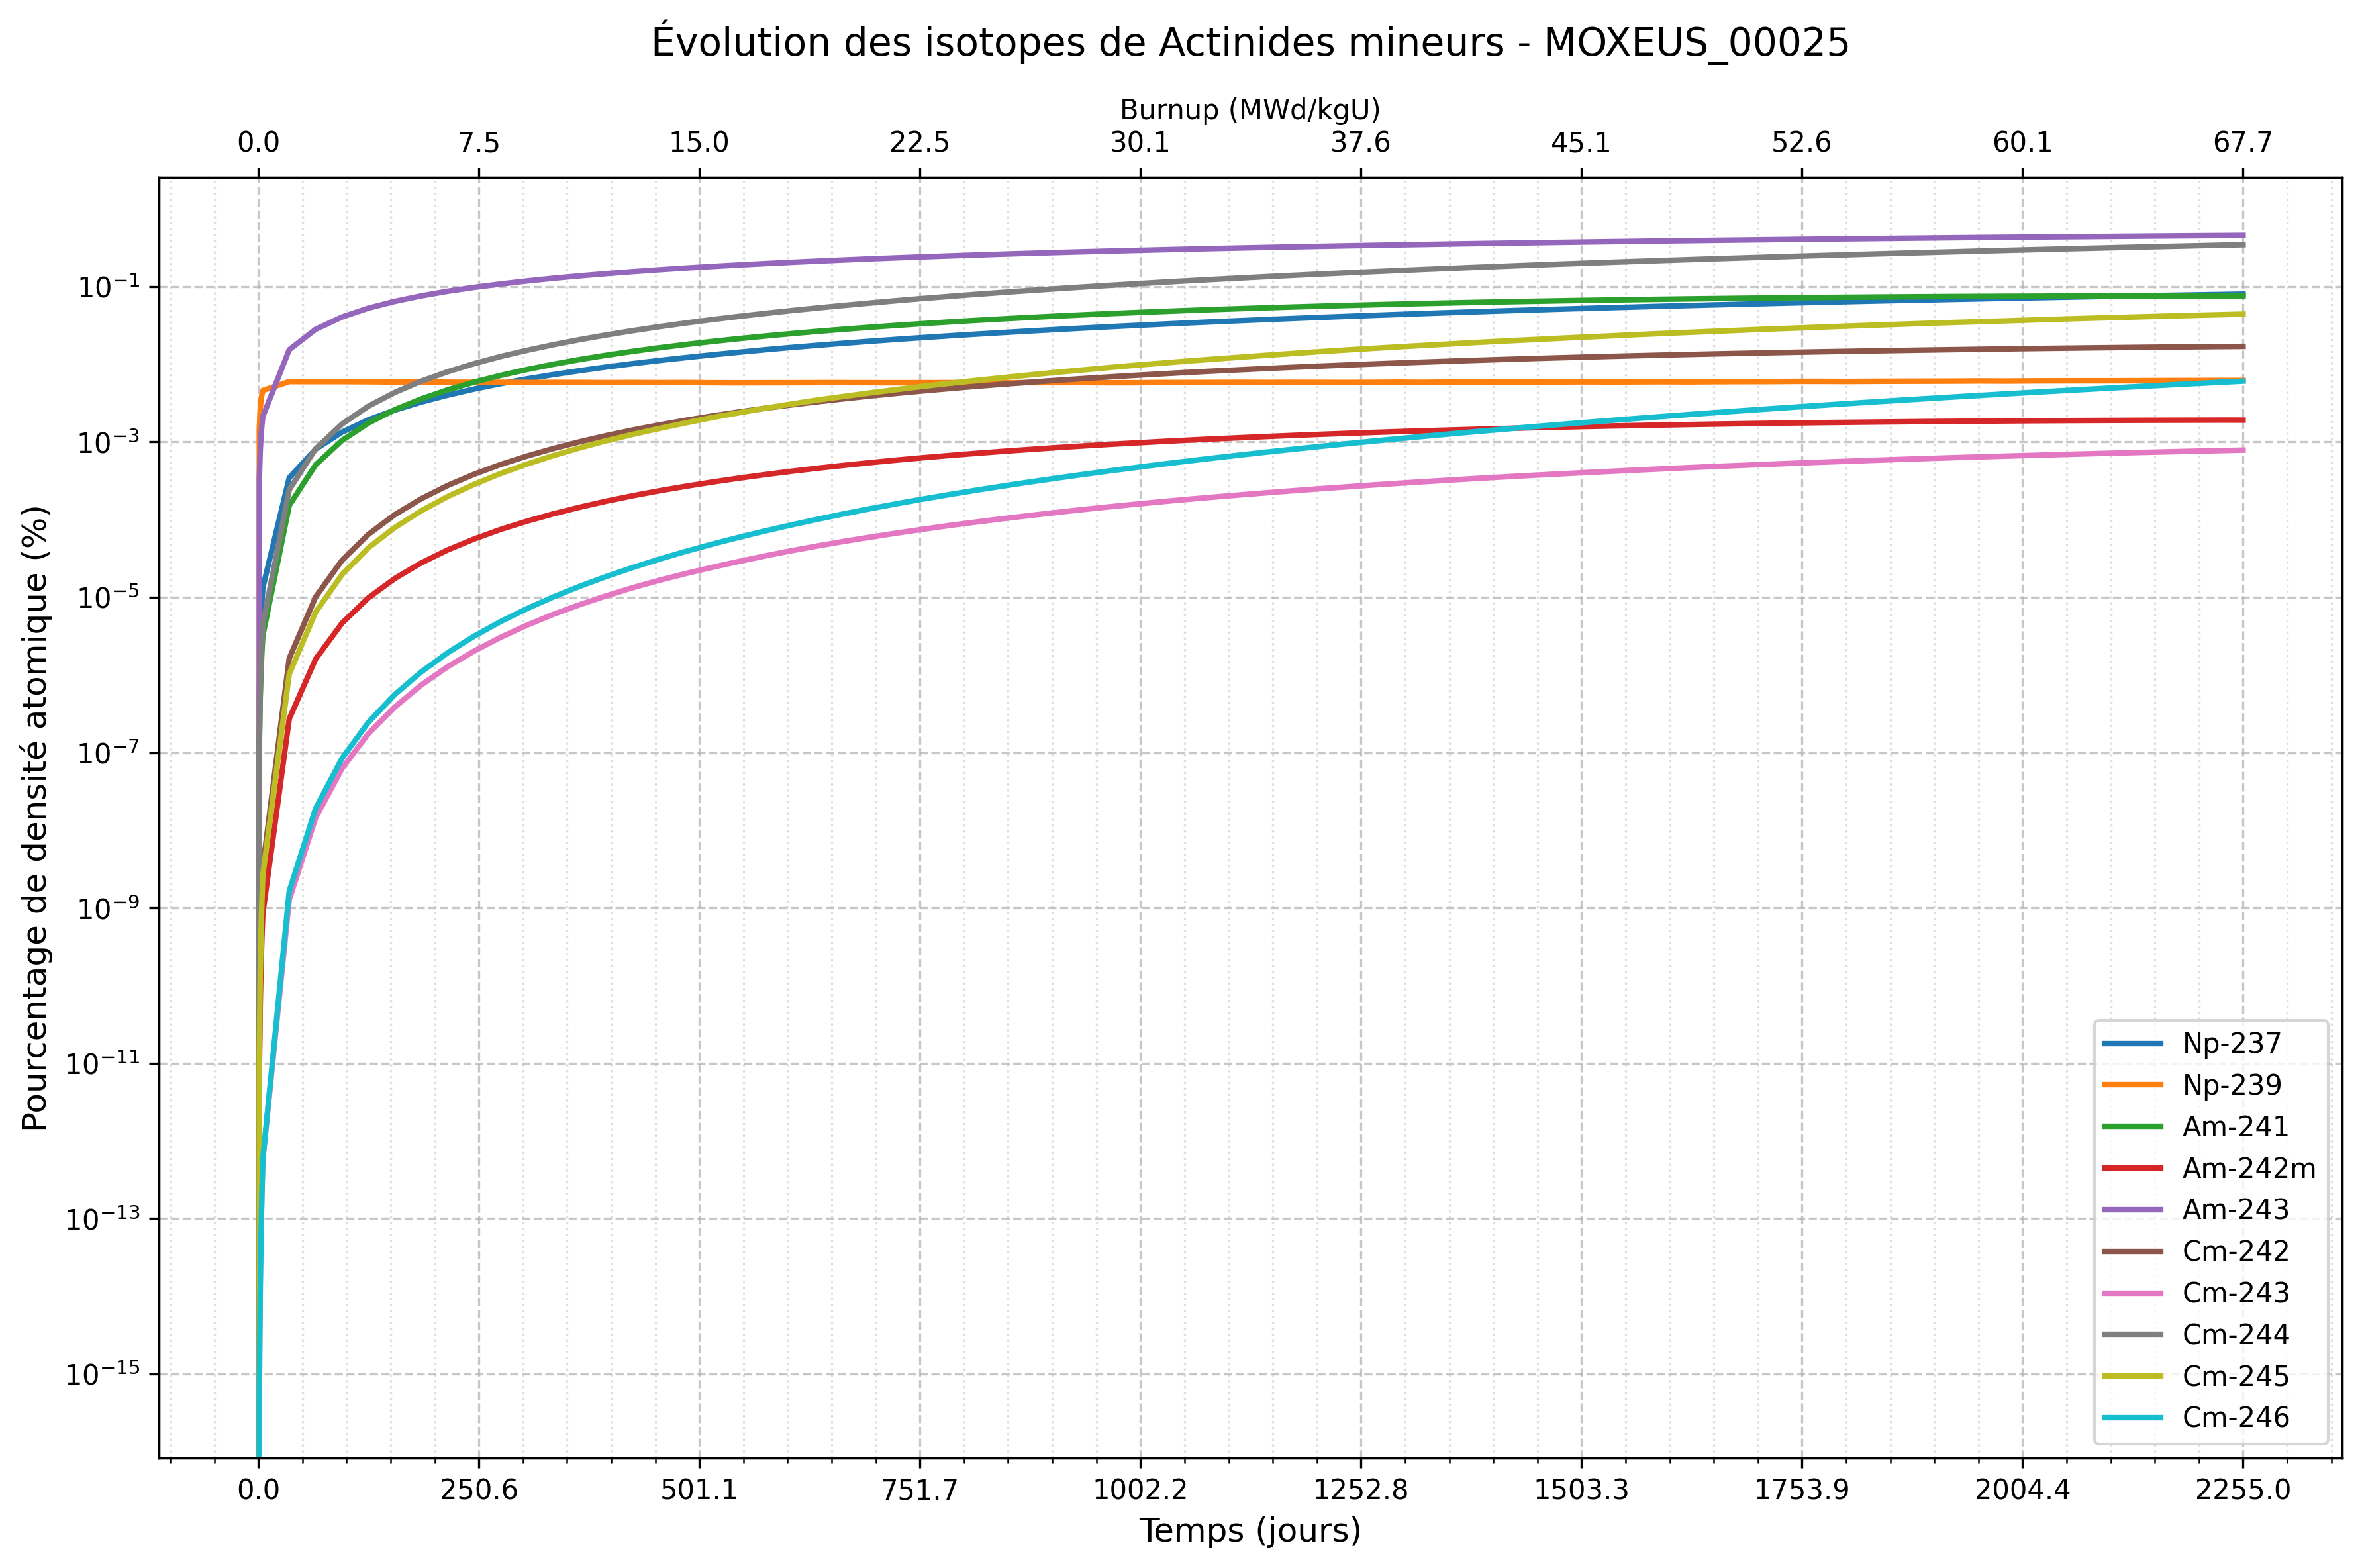 Évolution des isotopes de Actinides mineurs - MOXEUS_00025
Burnup (MWd/kgU)
0.0 7.5 15.0 22.5 30.1 37.6 45.1 52.6 60.1 67.7
Pourcentage de densité atomique (%)
10⁻¹
10⁻³
10⁻⁵
10⁻⁷
10⁻⁹
10⁻¹¹
10⁻¹³
10⁻¹⁵
Np-237
Np-239
Am-241
Am-242m
Am-243
Cm-242
Cm-243
Cm-244
Cm-245
Cm-246
0.0 250.6 501.1 751.7 1002.2 1252.8 1503.3 1753.9 2004.4 2255.0
Temps (jours)